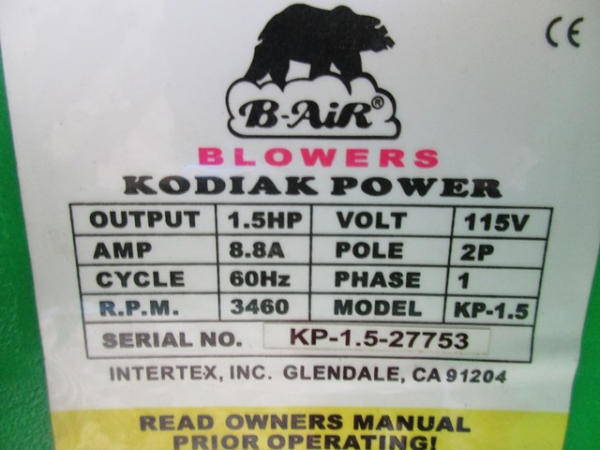 CE
B-AiR®
BLOWERS
KODIAK POWER
OUTPUT 1.5HP VOLT 115V
AMP 8.8A POLE 2P
CYCLE 60Hz PHASE 1
R.P.M. 3460 MODEL KP-1.5
SERIAL NO. KP-1.5-27753
INTERTEX, INC. GLENDALE, CA 91204
READ OWNERS MANUAL
PRIOR OPERATING!